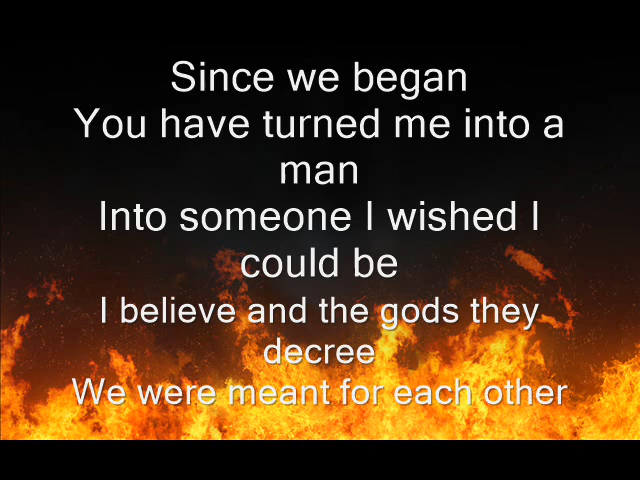 Since we began
You have turned me into a
man
Into someone I wished I
could be
I believe and the gods they
decree
We were meant for each other